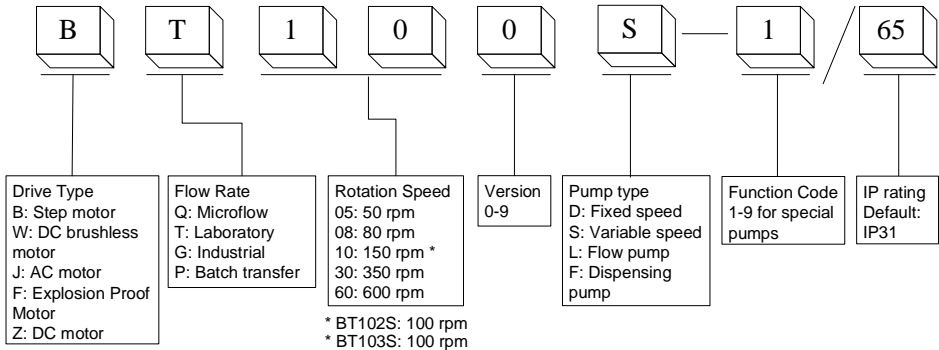 B T 1 0 0 S 1 65
Drive Type
B: Step motor
W: DC brushless
motor
J: AC motor
F: Explosion Proof
Motor
Z: DC motor
Flow Rate
Q: Microflow
T: Laboratory
G: Industrial
P: Batch transfer
Rotation Speed
05: 50 rpm
08: 80 rpm
10: 150 rpm *
30: 350 rpm
60: 600 rpm
* BT102S: 100 rpm
* BT103S: 100 rpm
Version
0-9
Pump type
D: Fixed speed
S: Variable speed
L: Flow pump
F: Dispensing
pump
Function Code
1-9 for special
pumps
IP rating
Default:
IP31